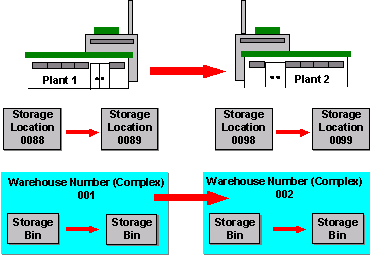 Plant 1
Plant 2
Storage
Location
0088
Storage
Location
0089
Storage
Location
0098
Storage
Location
0099
Warehouse Number (Complex)
001
Storage
Bin
Storage
Bin
Warehouse Number (Complex)
002
Storage
Bin
Storage
Bin